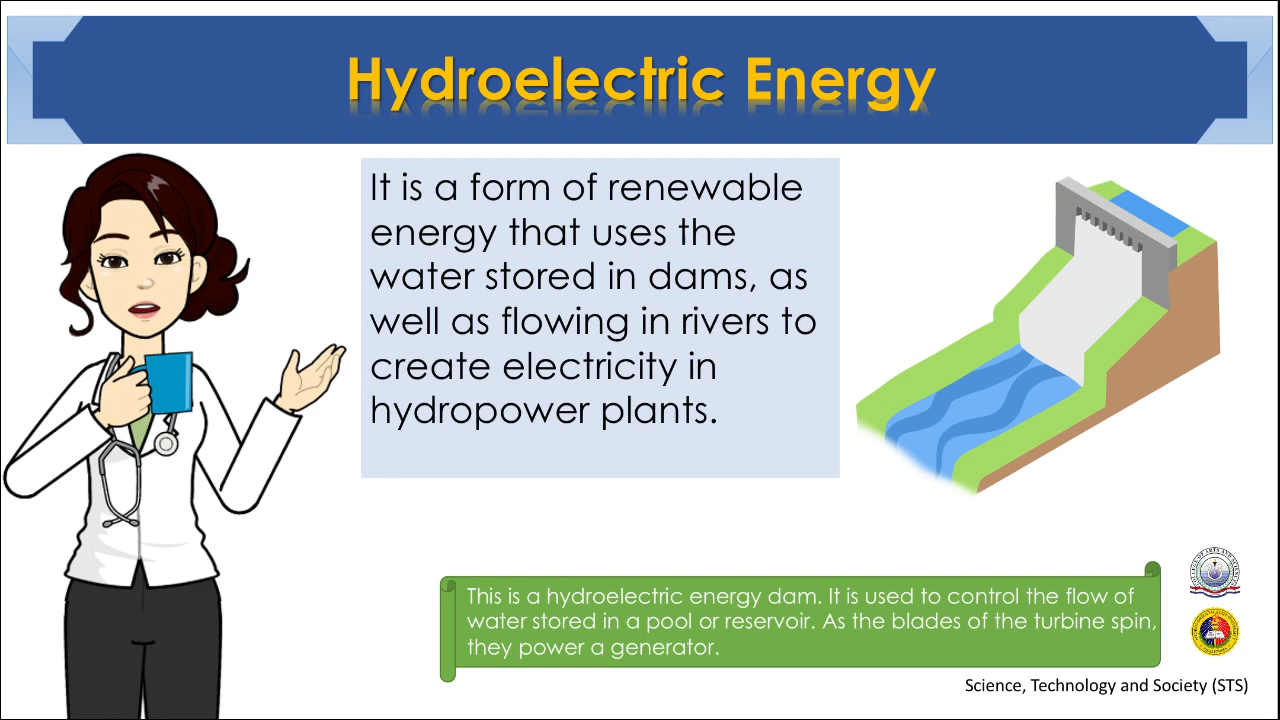 Hydroelectric Energy
It is a form of renewable
energy that uses the
water stored in dams, as
well as flowing in rivers to
create electricity in
hydropower plants.
This is a hydroelectric energy dam. It is used to control the flow of
water stored in a pool or reservoir. As the blades of the turbine spin,
they power a generator.
Science, Technology and Society (STS)